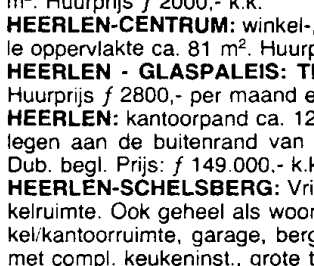 m². Huurprijs ƒ 2000,- k.k.
HEERLEN-CENTRUM: winkel-,
le oppervlakte ca. 81 m². Huurp
HEERLEN - GLASPALEIS: T
Huurprijs ƒ 2800,- per maand e
HEERLEN: kantoorpand ca. 12
legen aan de buitenrand van
Dub. begl. Prijs: ƒ 149.000,- k.k
HEERLEN-SCHELSBERG: Vri
kelruimte. Ook geheel als woor
kel/kantoorruimte, garage, berg
met compl. keukeninst., grote t